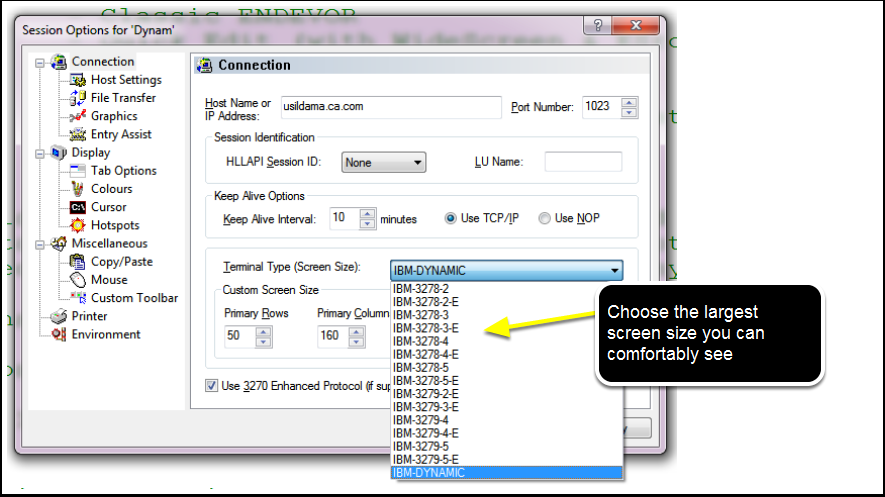 Classic ENDEVOR
Session Options for 'Dynam'
Connection
Host Settings
File Transfer
Graphics
Entry Assist
Display
Tab Options
Colours
Cursor
Hotspots
Miscellaneous
Copy/Paste
Mouse
Custom Toolbar
Printer
Environment
Connection
Host Name or
IP Address:
usildama.ca.com
Port Number:
1023
Session Identification
HLLAPI Session ID:
None
LU Name:
Keep Alive Options
Keep Alive Interval:
10
minutes
Use TCP/IP
Use NOP
Terminal Type (Screen Size):
IBM-DYNAMIC
Custom Screen Size
Primary Rows
Primary Column
50
160
Use 3270 Enhanced Protocol (if sup
IBM-3278-2
IBM-3278-2-E
IBM-3278-3
IBM-3278-3-E
IBM-3278-4
IBM-3278-4-E
IBM-3278-5
IBM-3278-5-E
IBM-3279-2-E
IBM-3279-3-E
IBM-3279-4
IBM-3279-4-E
IBM-3279-5
IBM-3279-5-E
IBM-DYNAMIC
Choose the largest
screen size you can
comfortably see